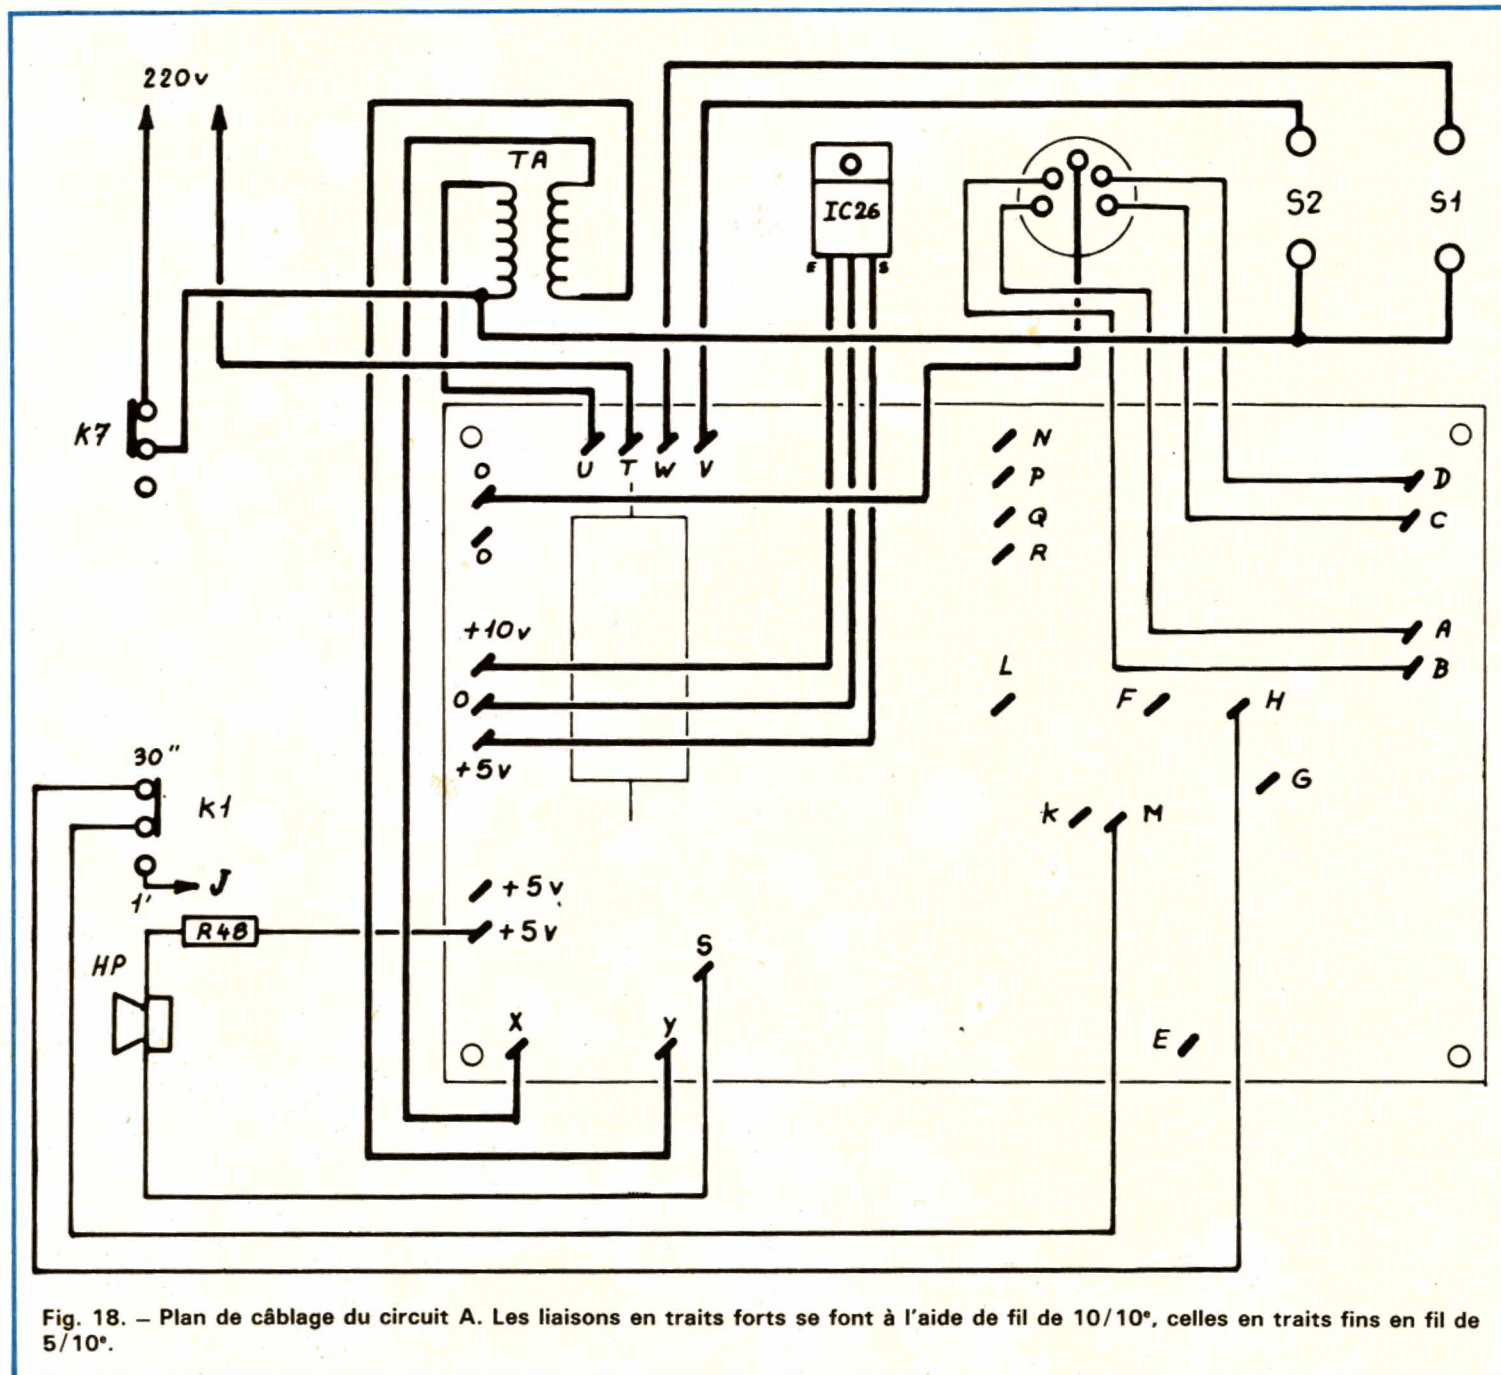 220v
TA
IC26
E
S
S2
S1
K7
U
T
W
V
N
O
P
D
Q
C
O
R
+10v
A
L
B
O
F
H
+5v
30"
G
K1
K
M
J
+5v
1'
R48
+5v
S
HP
X
Y
E
Fig. 18. – Plan de câblage du circuit A. Les liaisons en traits forts se font à l'aide de fil de 10/10e, celles en traits fins en fil de
5/10e.